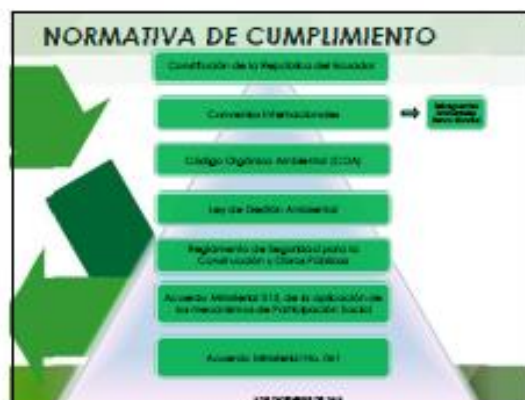 NORMATIVA DE CUMPLIMIENTO
Constitución de la República del Ecuador
Convenios Internacionales
Código Orgánico Ambiental (COA)
Ley de Gestión Ambiental
Reglamento de Seguridad para la
Construcción y Obras Públicas
Acuerdo Ministerial 013, de la aplicación de
los mecanismos de Participación Social
Acuerdo Ministerial No. 061